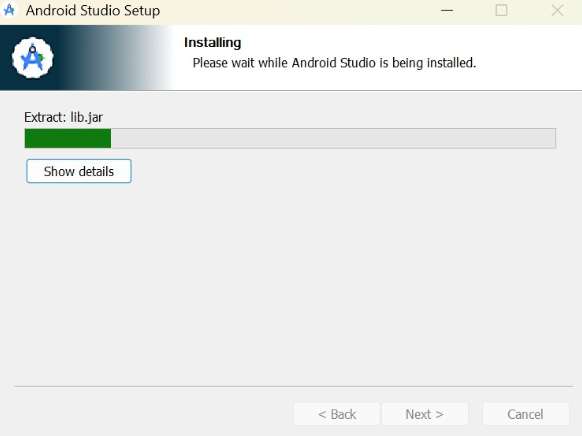 Android Studio Setup
Installing
Please wait while Android Studio is being installed.
Extract: lib.jar
Show details
< Back
Next >
Cancel